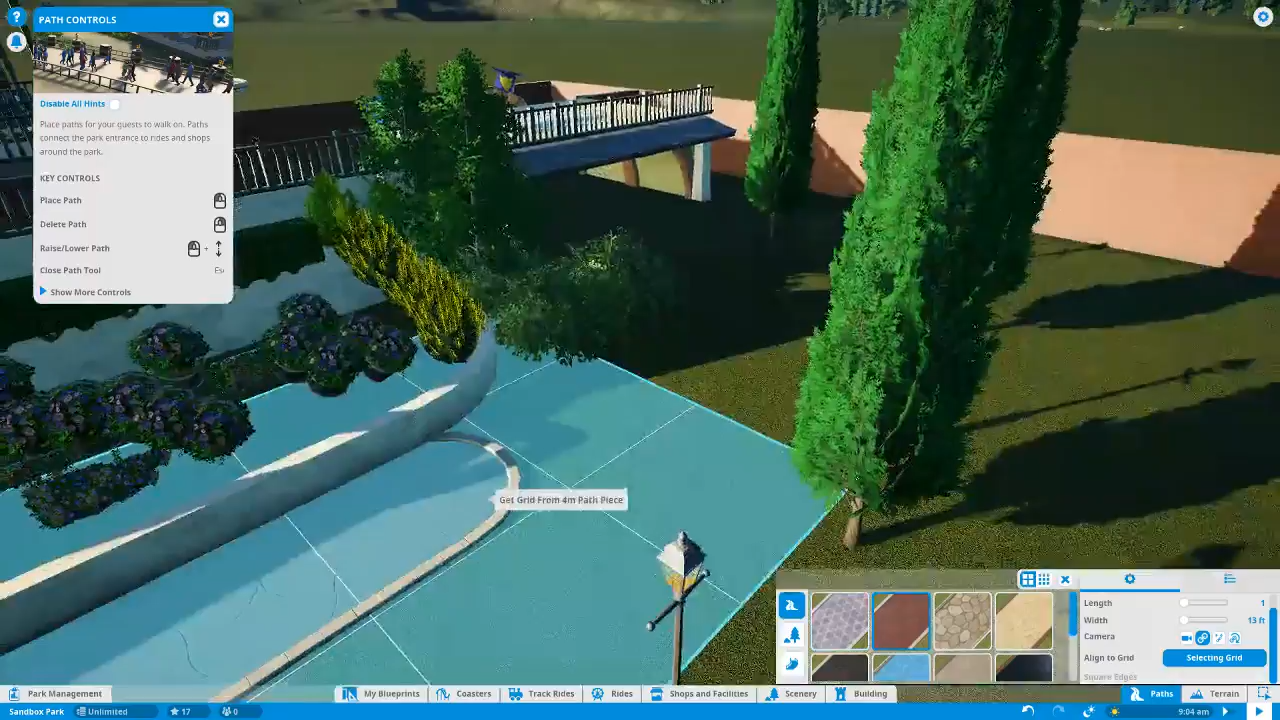 PATH CONTROLS
Disable All Hints
Place paths for your guests to walk on. Paths
connect the park entrance to rides and shops
around the park.
KEY CONTROLS
Place Path
Delete Path
Raise/Lower Path
+
Close Path Tool
Show More Controls
Get Grid From 4m Path Piece
Length 1
Width 13 ft
Camera
Align to Grid Selecting Grid
Square Edges
Park Management
My Blueprints
Coasters
Track Rides
Rides
Shops and Facilities
Scenery
Building
Paths
Terrain
Sandbox Park
Unlimited
17
0
9:04 am